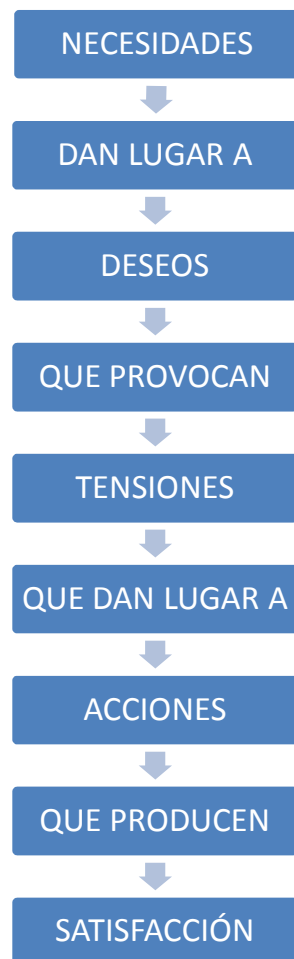 NECESIDADES
DAN LUGAR A
DESEOS
QUE PROVOCAN
TENSIONES
QUE DAN LUGAR A
ACCIONES
QUE PRODUCEN
SATISFACCIÓN